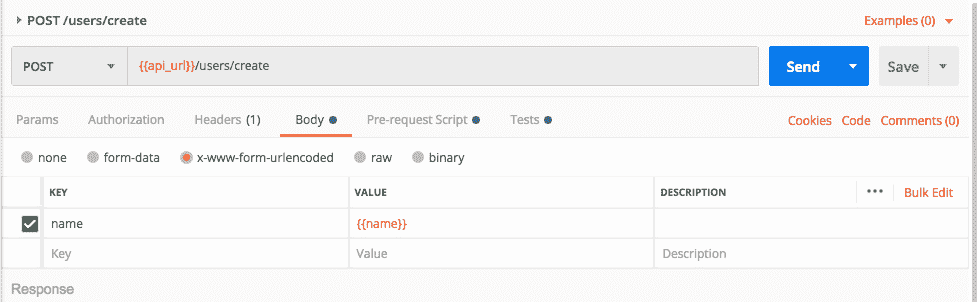 POST /users/create Examples (0)
POST {{api_url}}/users/create Send Save
Params Authorization Headers (1) Body Pre-request Script Tests Cookies Code Comments (0)
none form-data x-www-form-urlencoded raw binary
KEY VALUE DESCRIPTION ••• Bulk Edit
name {{name}}
Key Value Description
Response